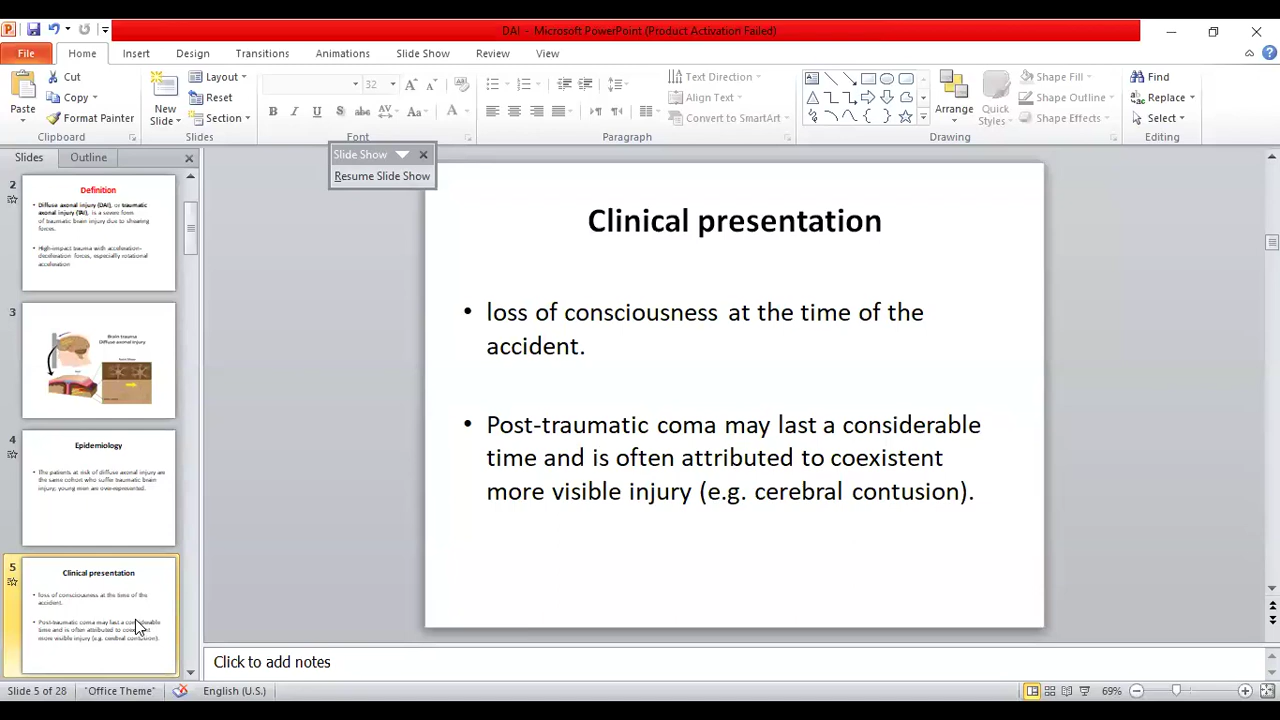 DAI - Microsoft PowerPoint (Product Activation Failed)
File Home Insert Design Transitions Animations Slide Show Review View
Paste
Cut
Copy
Format Painter
Clipboard
New Slide
Layout
Reset
Section
Slides
32
Font
Paragraph
Text Direction
Align Text
Convert to SmartArt
Arrange
Quick Styles
Shape Fill
Shape Outline
Shape Effects
Drawing
Find
Replace
Select
Editing
Slides Outline
Slide Show
Resume Slide Show
2
Definition
Diffuse axonal injury (DAI), or traumatic
axonal injury (TAI), is a severe form
of traumatic brain injury due to shearing
forces.
High-impact trauma with acceleration-
deceleration forces, especially rotational
acceleration
3
Brain trauma
Diffuse axonal injury
4
Epidemiology
The patients at risk of diffuse axonal injury are
the same cohort who suffer traumatic brain
injury; young men are over-represented.
5
Clinical presentation
loss of consciousness at the time of the
accident.
Post-traumatic coma may last a considerable
time and is often attributed to coexistent
more visible injury (e.g. cerebral contusion).
Clinical presentation
• loss of consciousness at the time of the
accident.
• Post-traumatic coma may last a considerable
time and is often attributed to coexistent
more visible injury (e.g. cerebral contusion).
Click to add notes
Slide 5 of 28 "Office Theme" English (U.S.) 69%